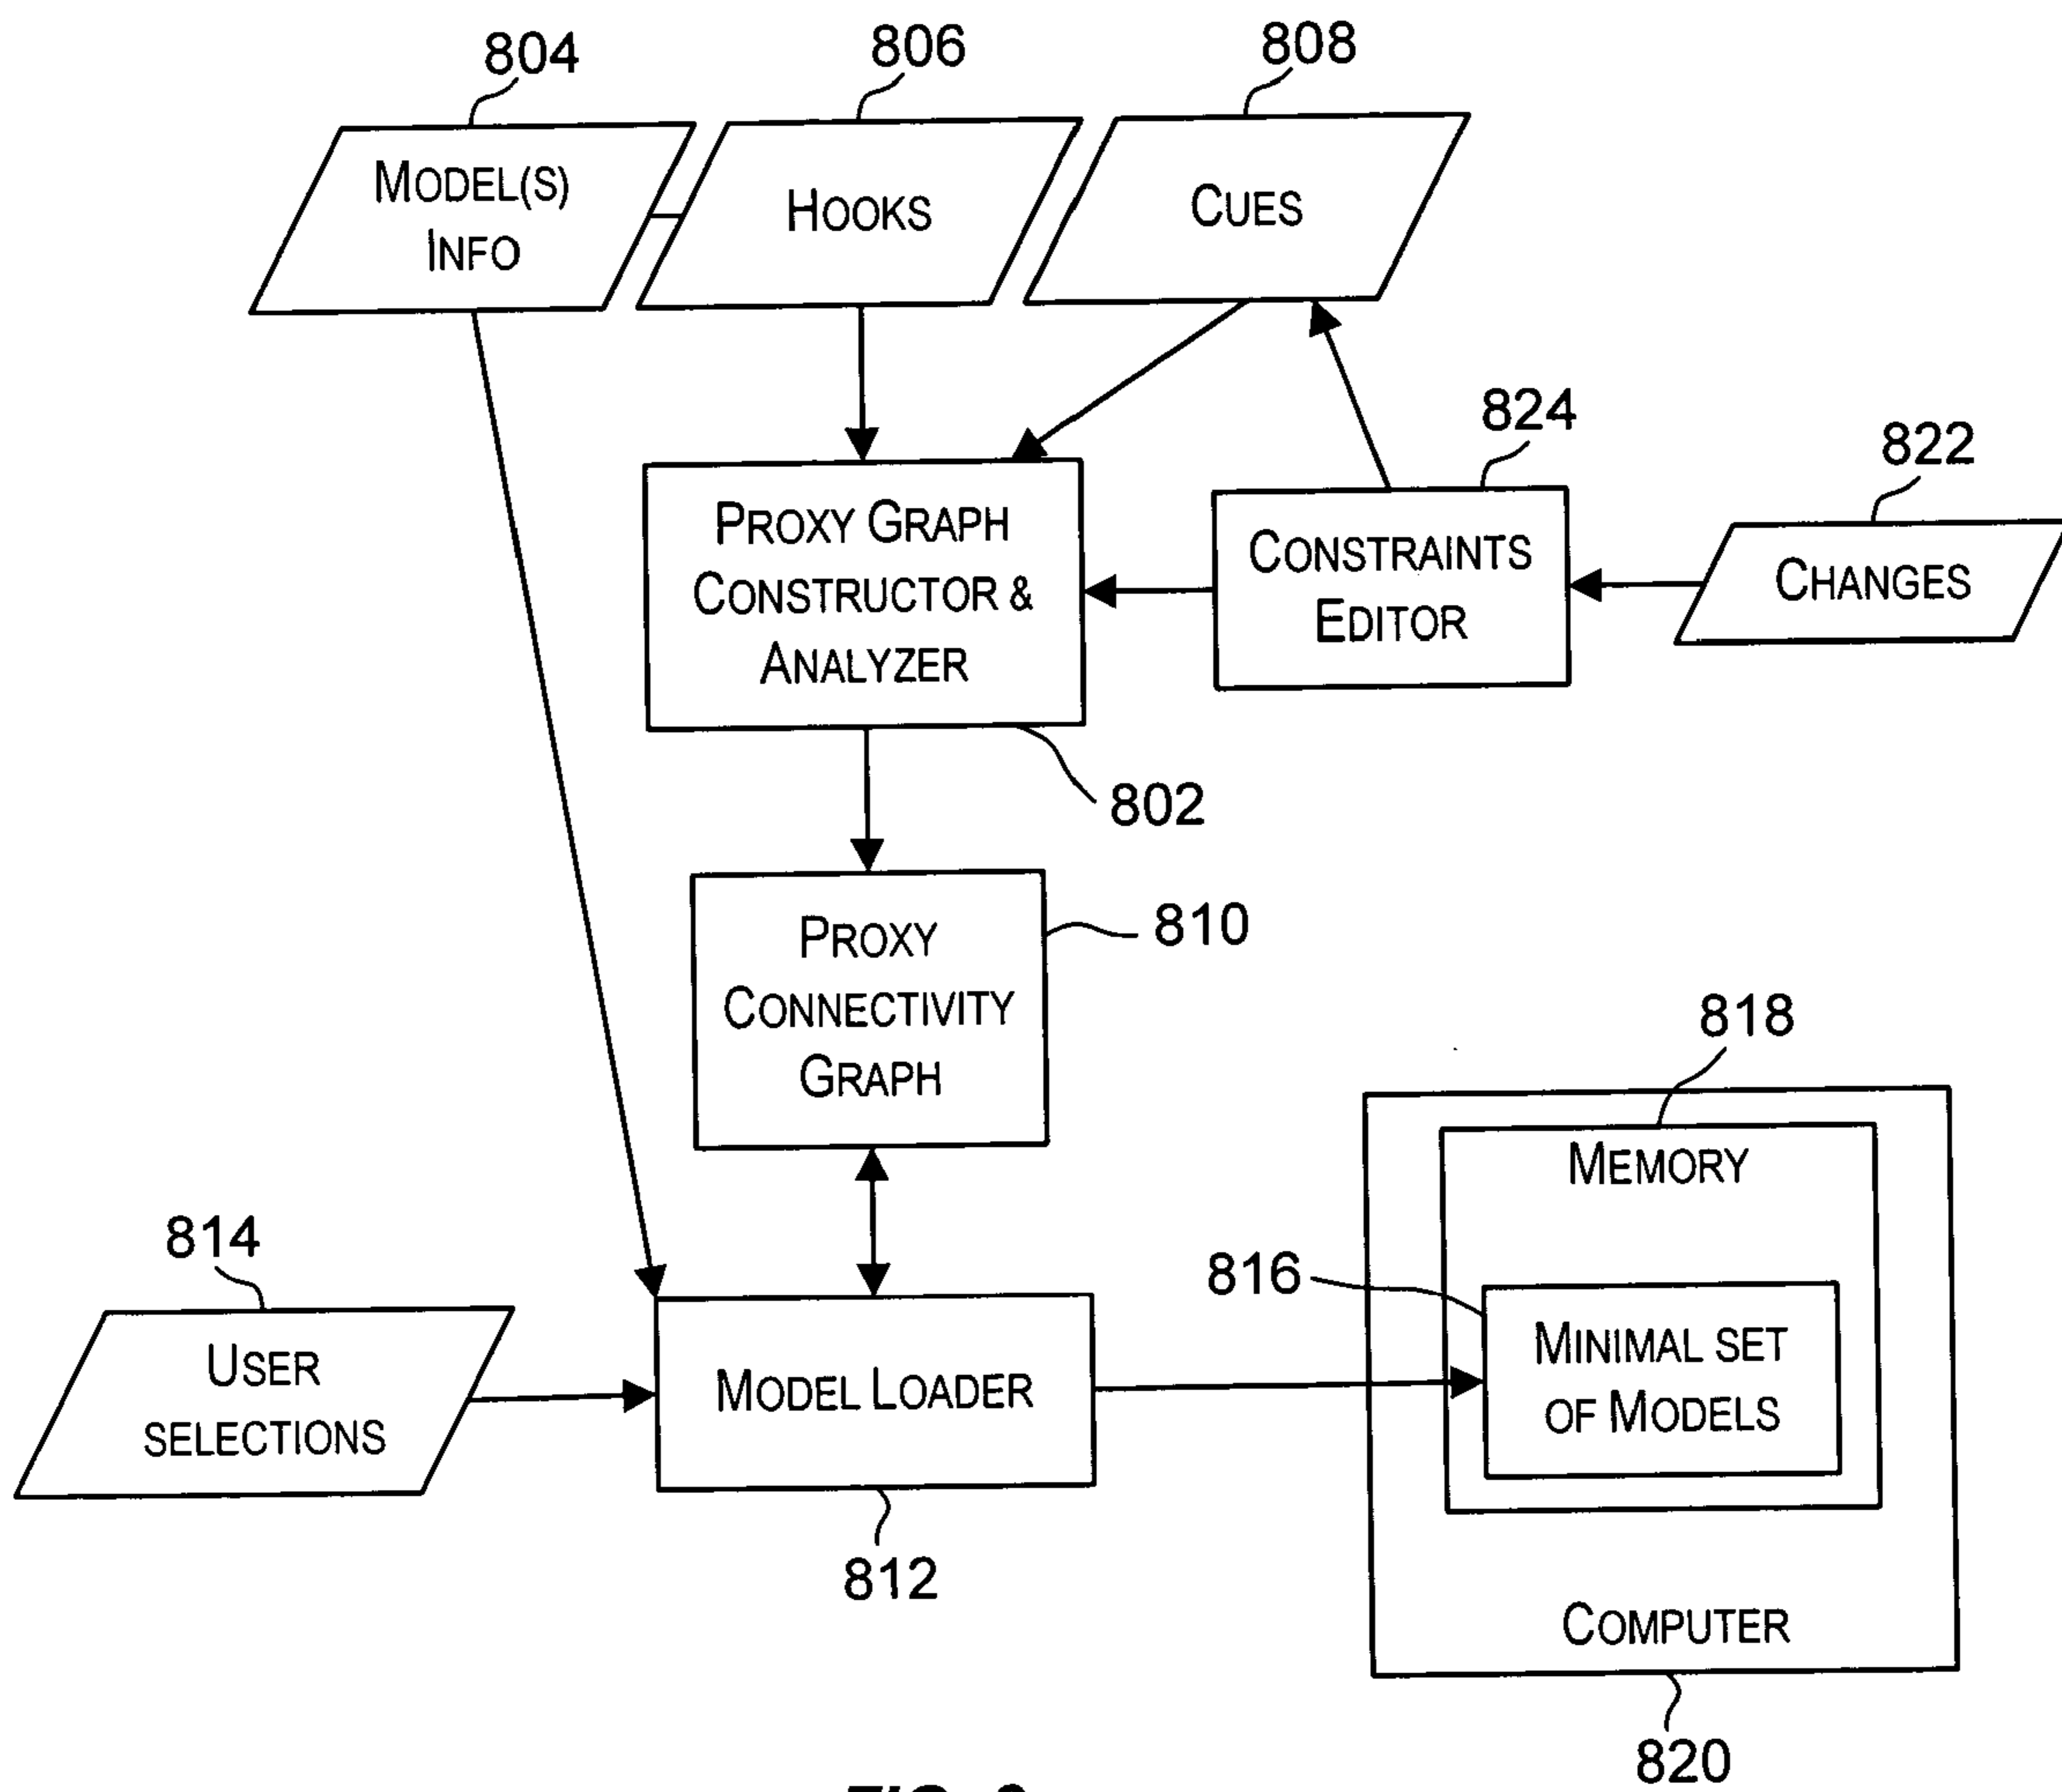 804
806
808
MODEL(S)
INFO
HOOKS
CUES
824
822
PROXY GRAPH
CONSTRUCTOR &
ANALYZER
CONSTRAINTS
EDITOR
CHANGES
802
PROXY
CONNECTIVITY
GRAPH
810
818
MEMORY
814
816
USER
SELECTIONS
MODEL LOADER
MINIMAL SET
OF MODELS
812
COMPUTER
820